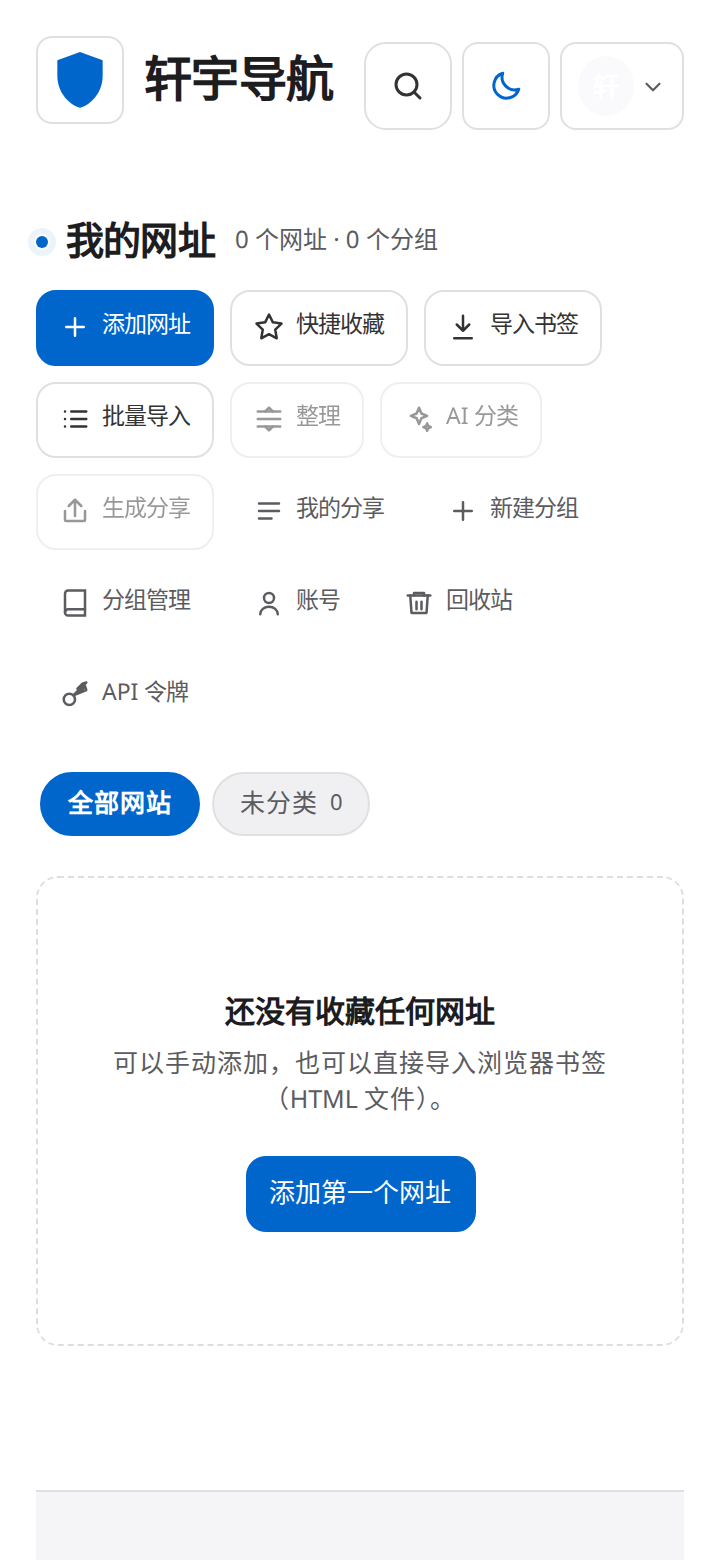 轩宇导航
轩
我的网址 0 个网址 · 0 个分组
添加网址 快捷收藏 导入书签
批量导入 整理 AI 分类
生成分享 我的分享 新建分组
分组管理 账号 回收站
API 令牌
全部网站 未分类 0
还没有收藏任何网址
可以手动添加，也可以直接导入浏览器书签
（HTML 文件）。
添加第一个网址